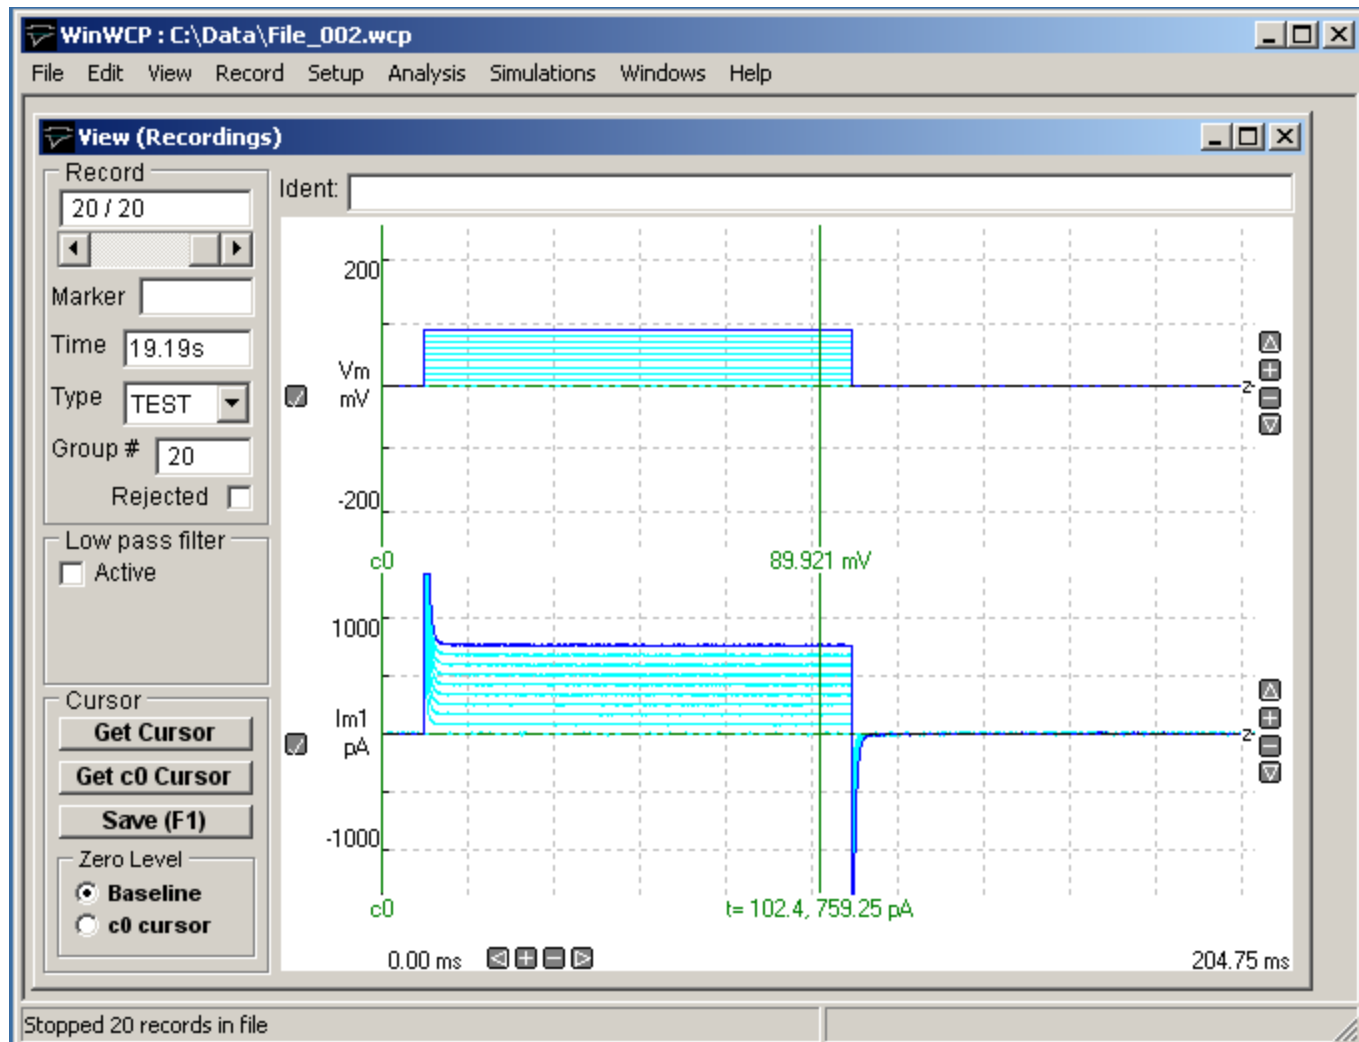 WinWCP : C:\Data\File_002.wcp
File Edit View Record Setup Analysis Simulations Windows Help
View (Recordings)
Record
20 / 20
Marker
Time 19.19s
Type TEST
Group # 20
Rejected
Low pass filter
Active
Cursor
Get Cursor
Get c0 Cursor
Save (F1)
Zero Level
Baseline
c0 cursor
Ident:
200
Vm
mV
z
-200
c0 89.921 mV
1000
Im1
pA
z
-1000
c0 t= 102.4, 759.25 pA
0.00 ms 204.75 ms
Stopped 20 records in file